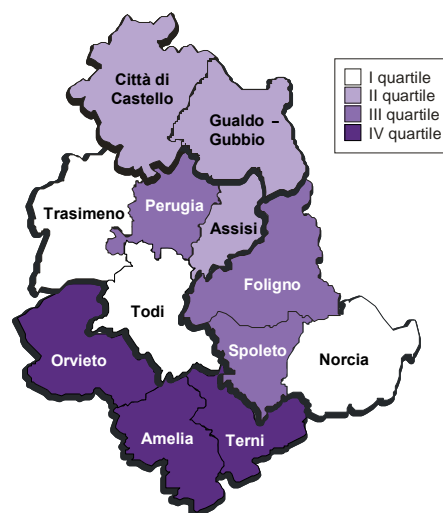 Città di
Castello
Gualdo –
Gubbio
I quartile
II quartile
III quartile
IV quartile
Trasimeno
Perugia
Assisi
Foligno
Todi
Orvieto
Spoleto
Norcia
Amelia
Terni